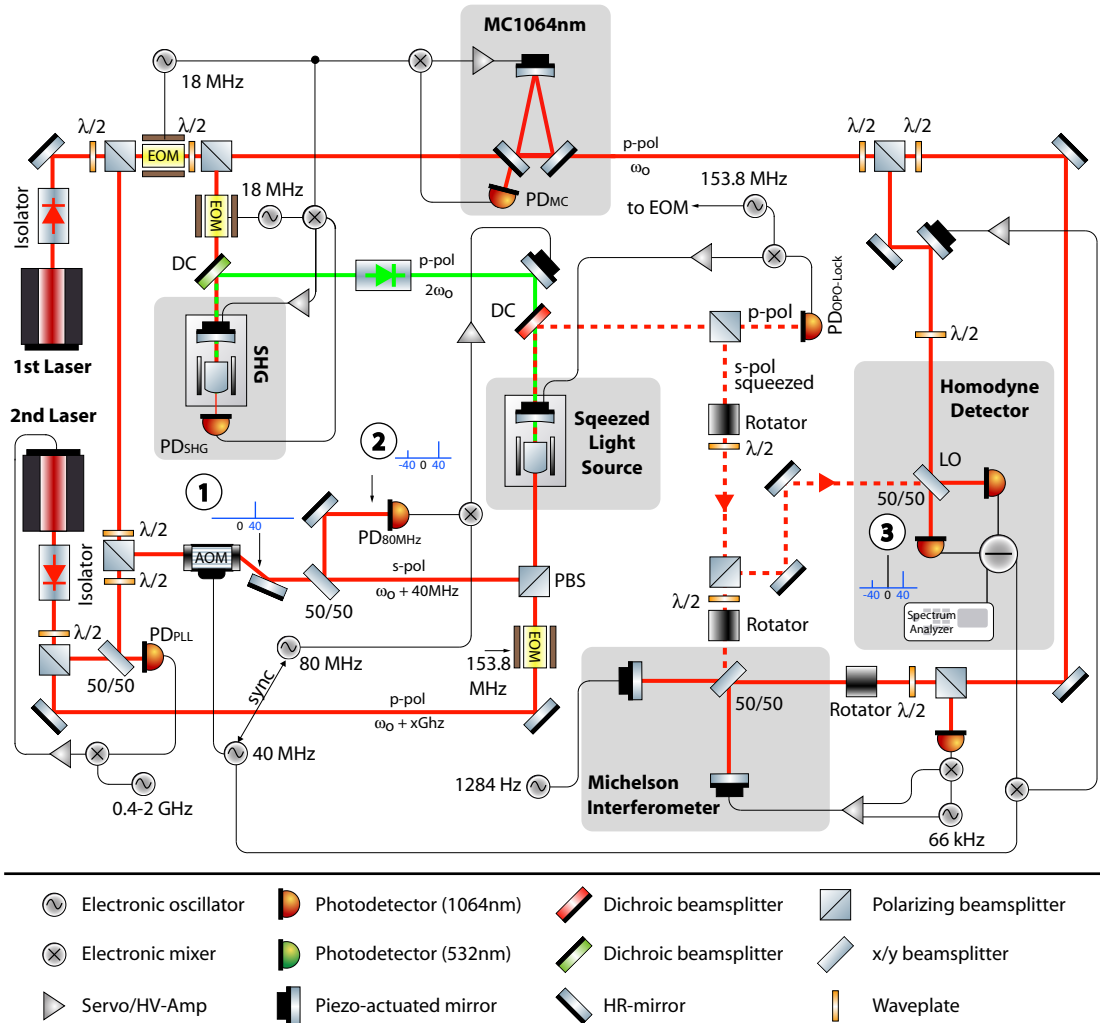 MC1064nm
18 MHz
λ/2
λ/2
λ/2
λ/2
EOM
p-pol
ω₀
PDMC
153.8 MHz
to EOM
Isolator
18 MHz
EOM
DC
p-pol
2ω₀
DC
p-pol
PDOPO-Lock
1st Laser
SHG
s-pol
squeezed
λ/2
Homodyne
Detector
2nd Laser
PDSHG
2
-40 0 40
Sqeezed
Light
Source
Rotator
λ/2
LO
50/50
1
0 40
PD80MHz
3
λ/2
AOM
s-pol
ω₀ + 40MHz
PBS
-40 0 40
Isolator
λ/2
50/50
λ/2
Spectrum
Analyzer
λ/2
PDPLL
Rotator
50/50
80 MHz
153.8
MHz
EOM
sync
p-pol
ω₀ + xGhz
50/50
Rotator
λ/2
40 MHz
0.4-2 GHz
1284 Hz
Michelson
Interferometer
66 kHz
Electronic oscillator
Photodetector (1064nm)
Dichroic beamsplitter
Polarizing beamsplitter
Electronic mixer
Photodetector (532nm)
Dichroic beamsplitter
x/y beamsplitter
Servo/HV-Amp
Piezo-actuated mirror
HR-mirror
Waveplate